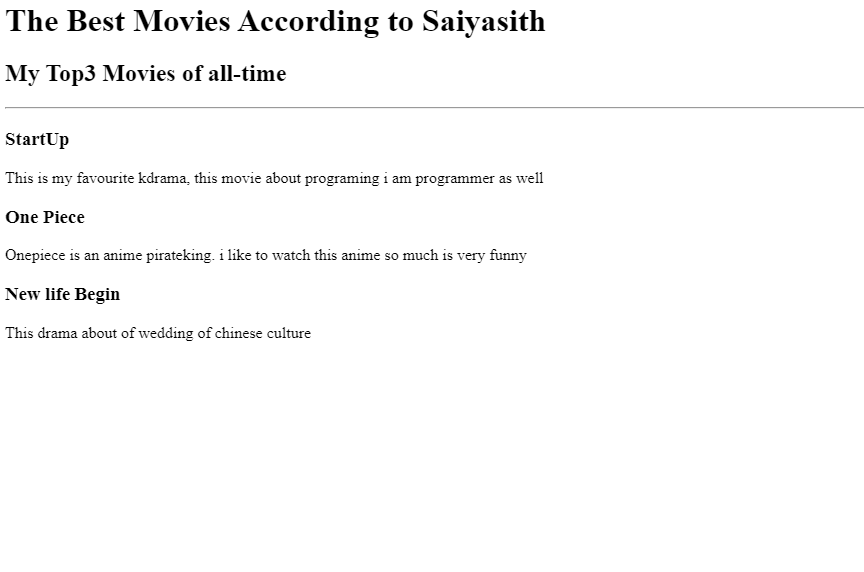 The Best Movies According to Saiyasith
My Top3 Movies of all-time
StartUp
This is my favourite kdrama, this movie about programing i am programmer as well
One Piece
Onepiece is an anime pirateking. i like to watch this anime so much is very funny
New life Begin
This drama about of wedding of chinese culture